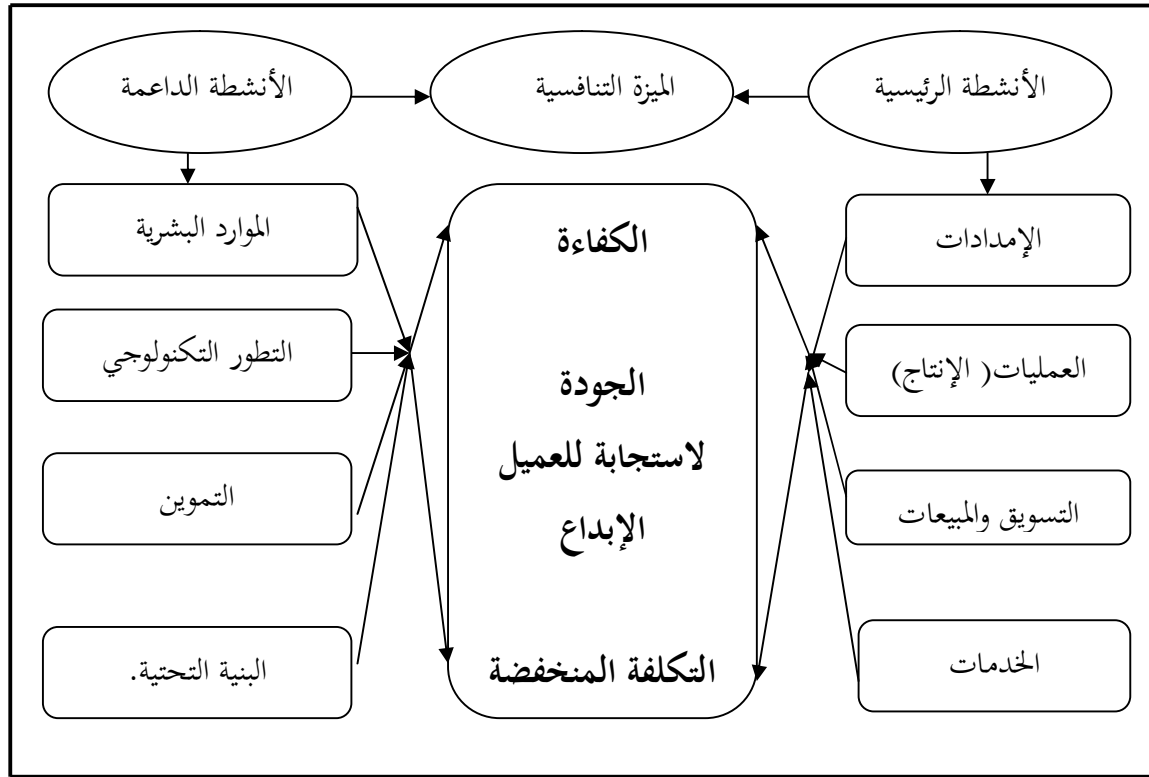 الأنشطة الرئيسية
الميزة التنافسية
الأنشطة الداعمة
الإمدادات
العمليات( الإنتاج)
التسويق والمبيعات
الخدمات
الكفاءة
الجودة
لاستجابة للعميل
الإبداع
التكلفة المنخفضة
الموارد البشرية
التطور التكنولوجي
التموين
البنية التحتية.